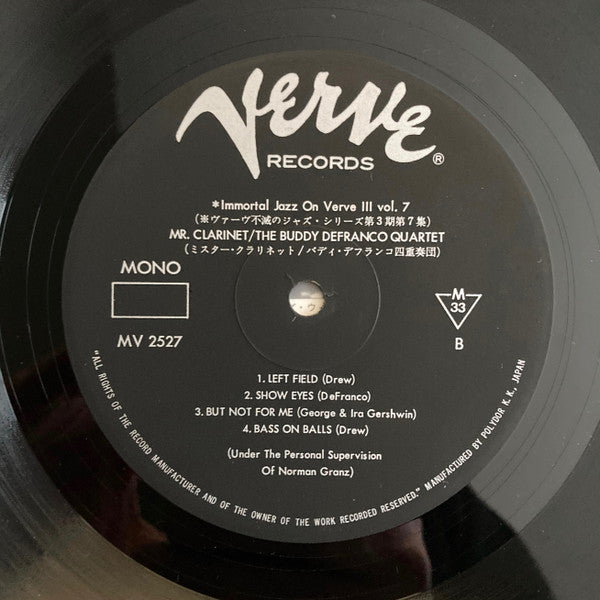 Verve
RECORDS ®
*Immortal Jazz On Verve III vol. 7
(※ヴァーヴ不滅のジャズ・シリーズ第3期第7集)
MR. CLARINET/THE BUDDY DEFRANCO QUARTET
(ミスター・クラリネット/バディ・デフランコ四重奏団)
MONO
M
33
MV 2527
B
1. LEFT FIELD (Drew)
2. SHOW EYES (DeFranco)
3. BUT NOT FOR ME (George & Ira Gershwin)
4. BASS ON BALLS (Drew)
(Under The Personal Supervision
Of Norman Granz)
"ALL RIGHTS OF THE RECORD MANUFACTURER AND OF THE OWNER OF THE WORK RECORDED RESERVED." MANUFACTURED BY POLYDOR K. K., JAPAN